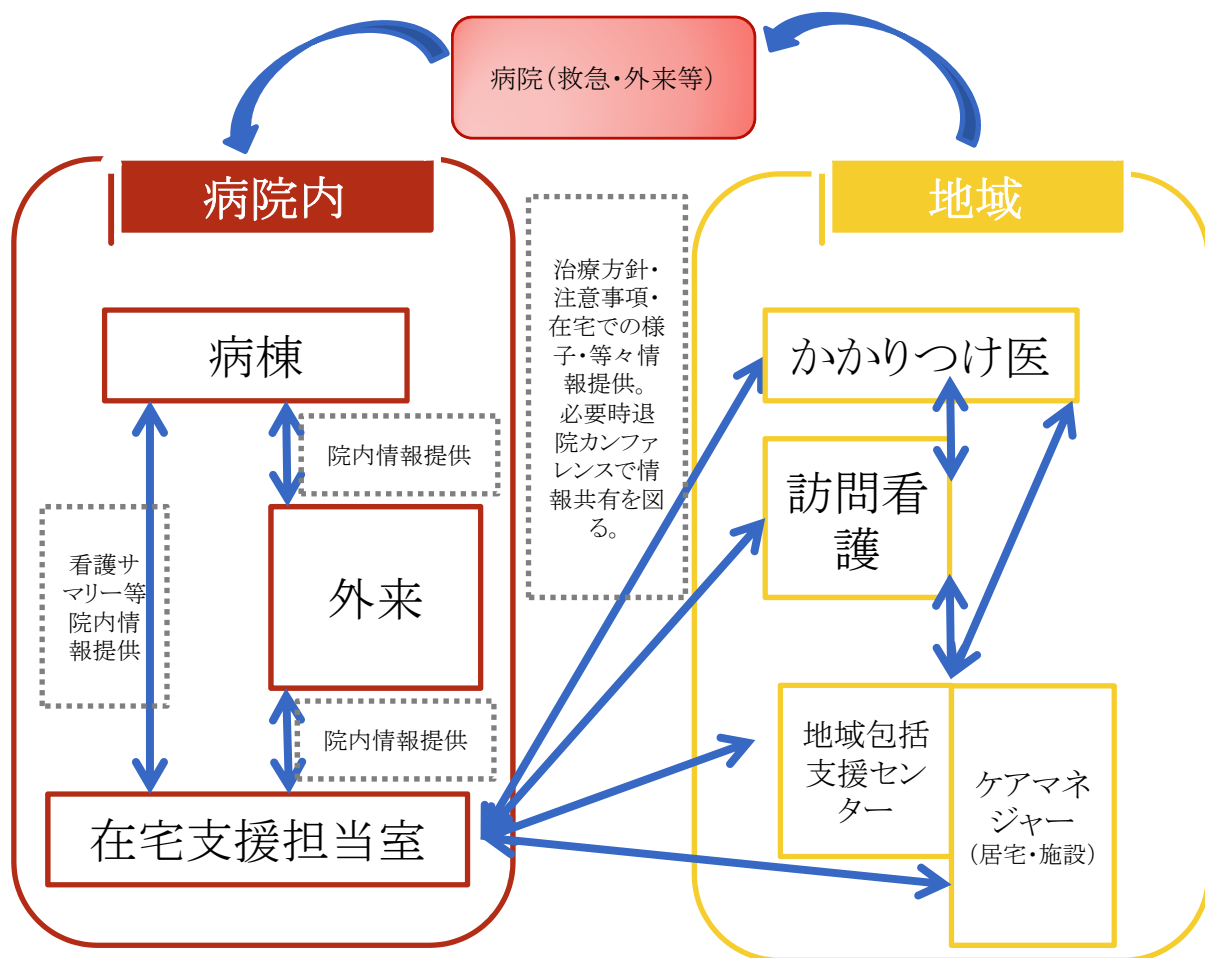 病院(救急・外来等)
病院内
地域
病棟
院内情報提供
看護サ
マリー等
院内情
報提供
外来
院内情報提供
在宅支援担当室
治療方針・
注意事項・
在宅での様
子・等々情
報提供。
必要時退
院カンファ
レンスで情
報共有を図
る。
かかりつけ医
訪問看
護
地域包括
支援セン
ター
ケアマネ
ジャー
(居宅・施設)